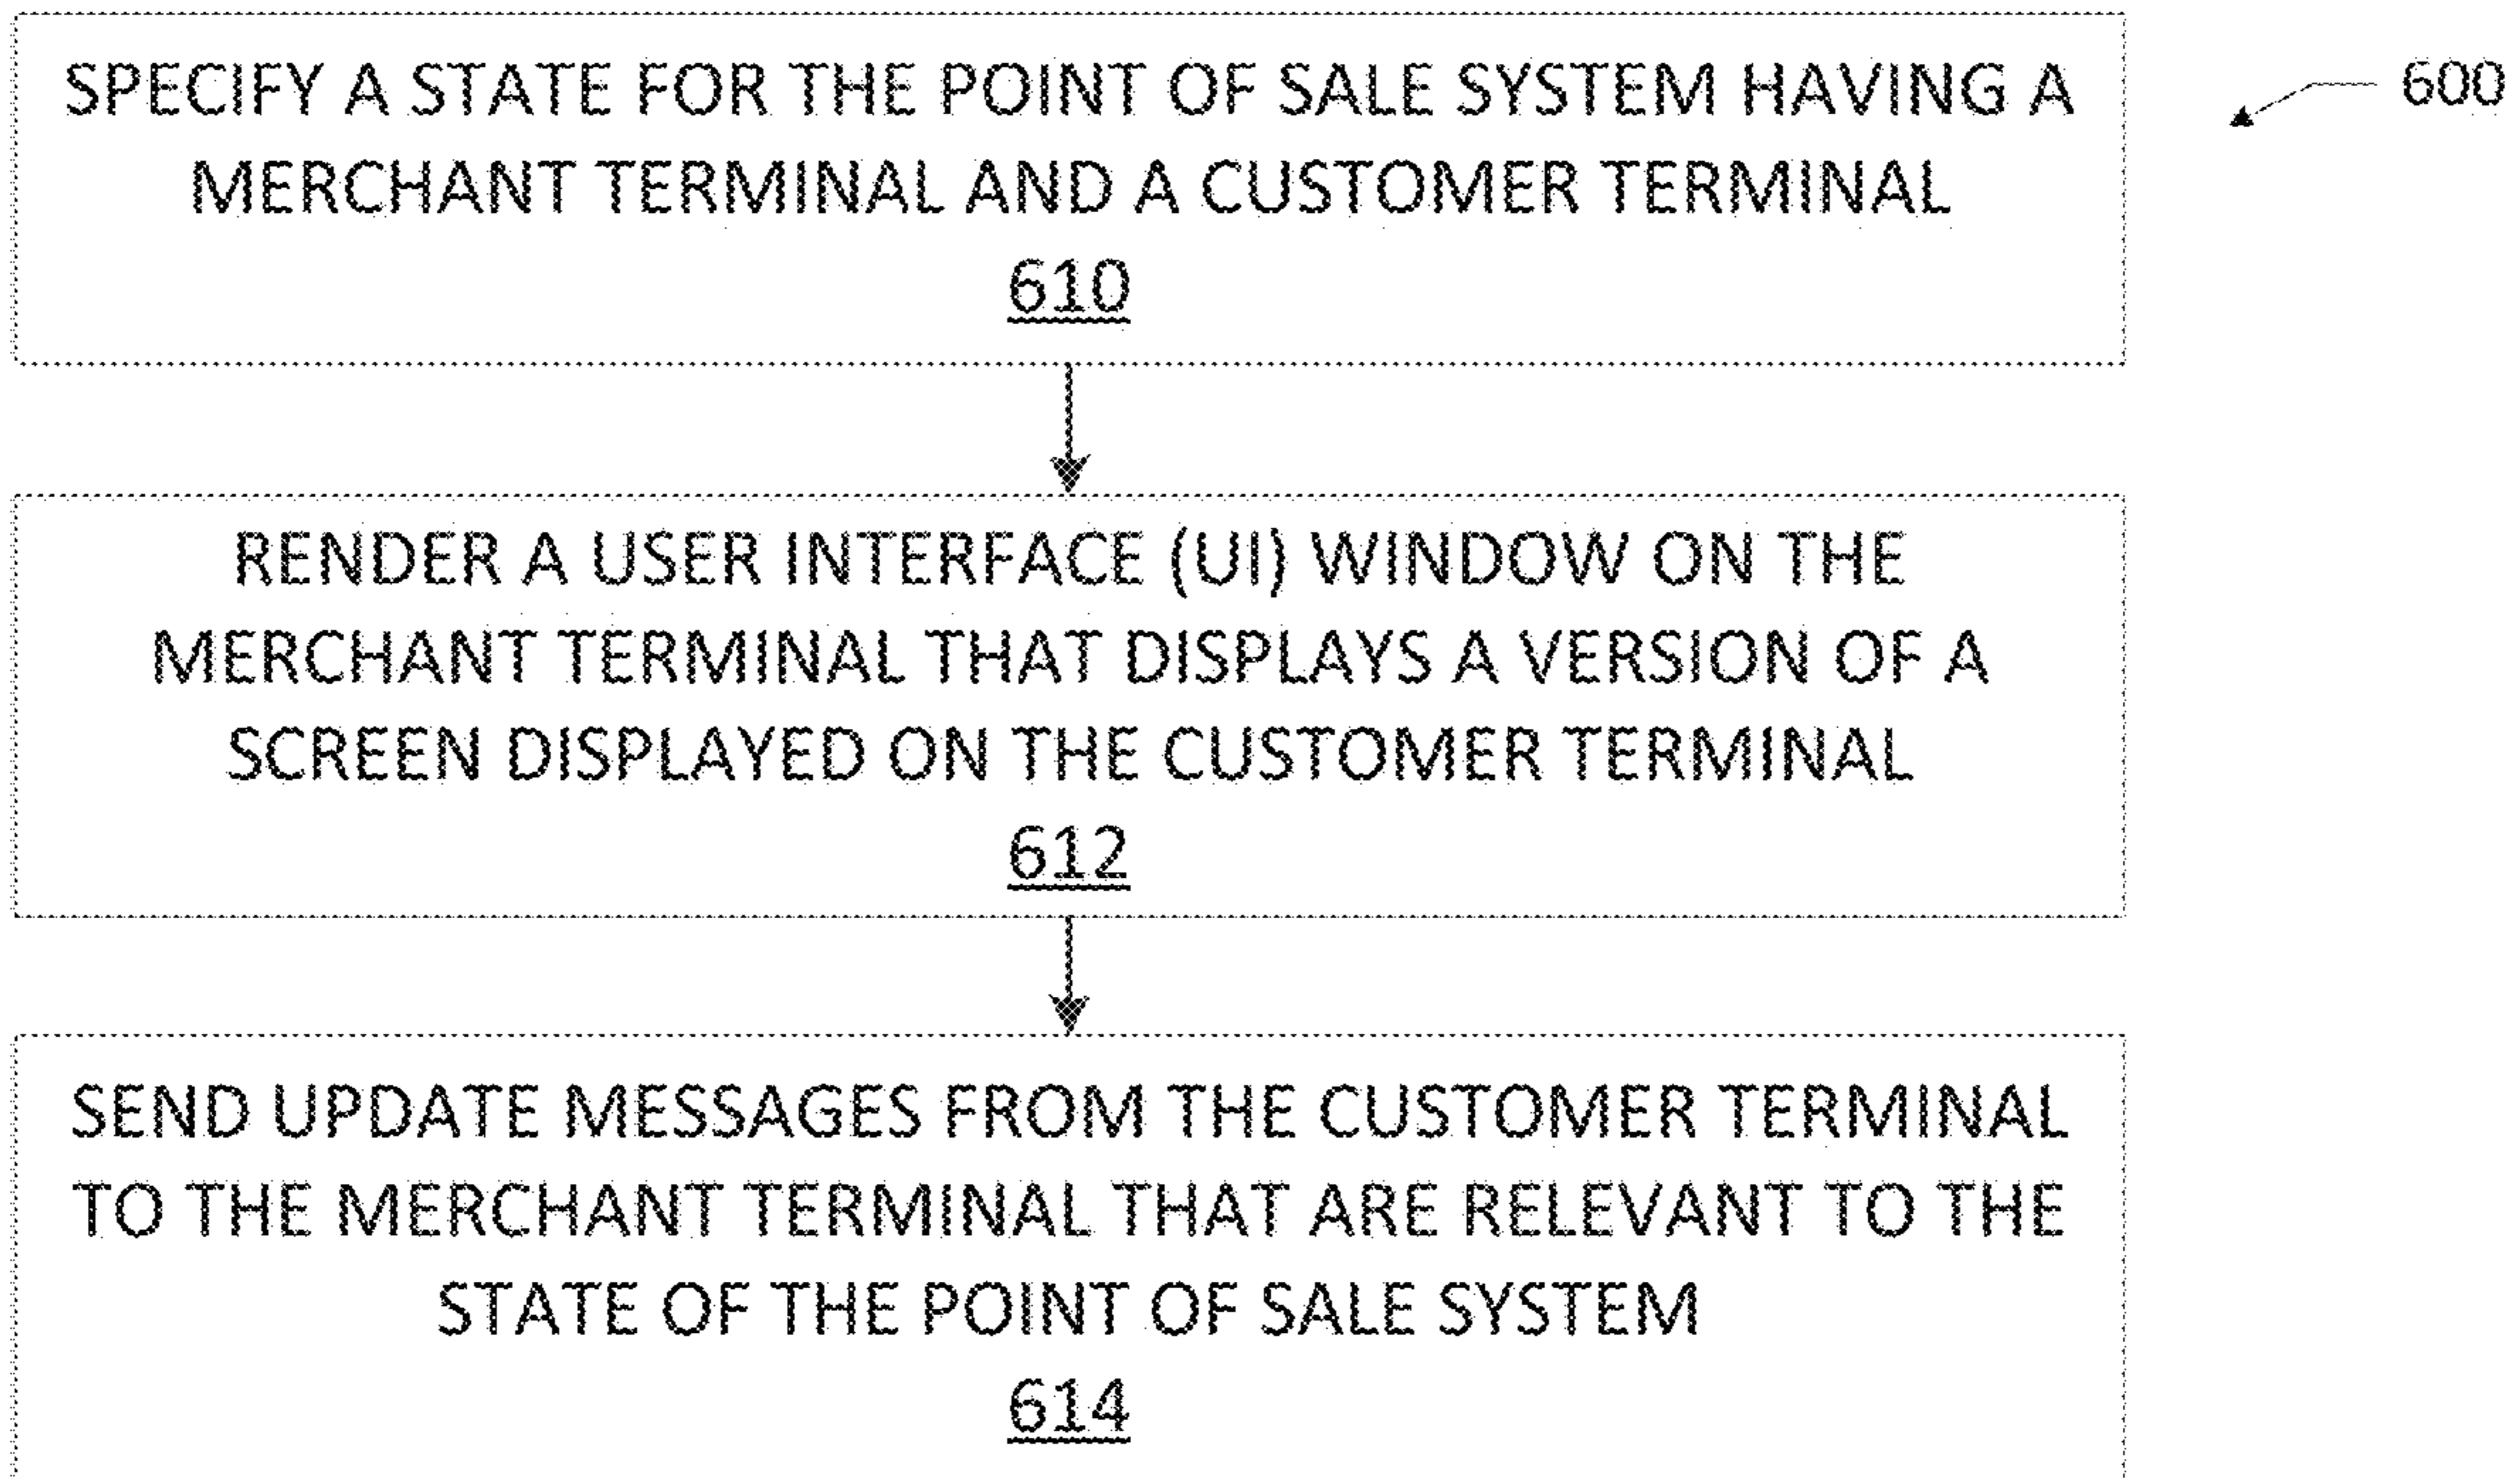 SPECIFY A STATE FOR THE POINT OF SALE SYSTEM HAVING A
MERCHANT TERMINAL AND A CUSTOMER TERMINAL
610
600
RENDER A USER INTERFACE (UI) WINDOW ON THE
MERCHANT TERMINAL THAT DISPLAYS A VERSION OF A
SCREEN DISPLAYED ON THE CUSTOMER TERMINAL
612
SEND UPDATE MESSAGES FROM THE CUSTOMER TERMINAL
TO THE MERCHANT TERMINAL THAT ARE RELEVANT TO THE
STATE OF THE POINT OF SALE SYSTEM
614